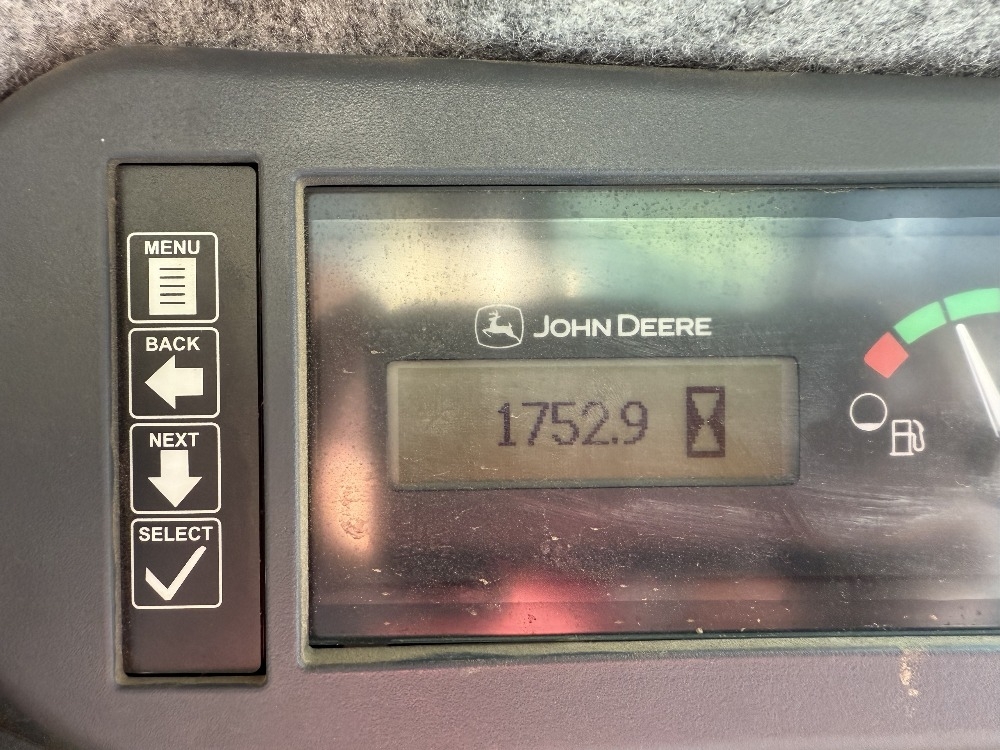 MENU
BACK
NEXT
SELECT
JOHN DEERE
1752.9